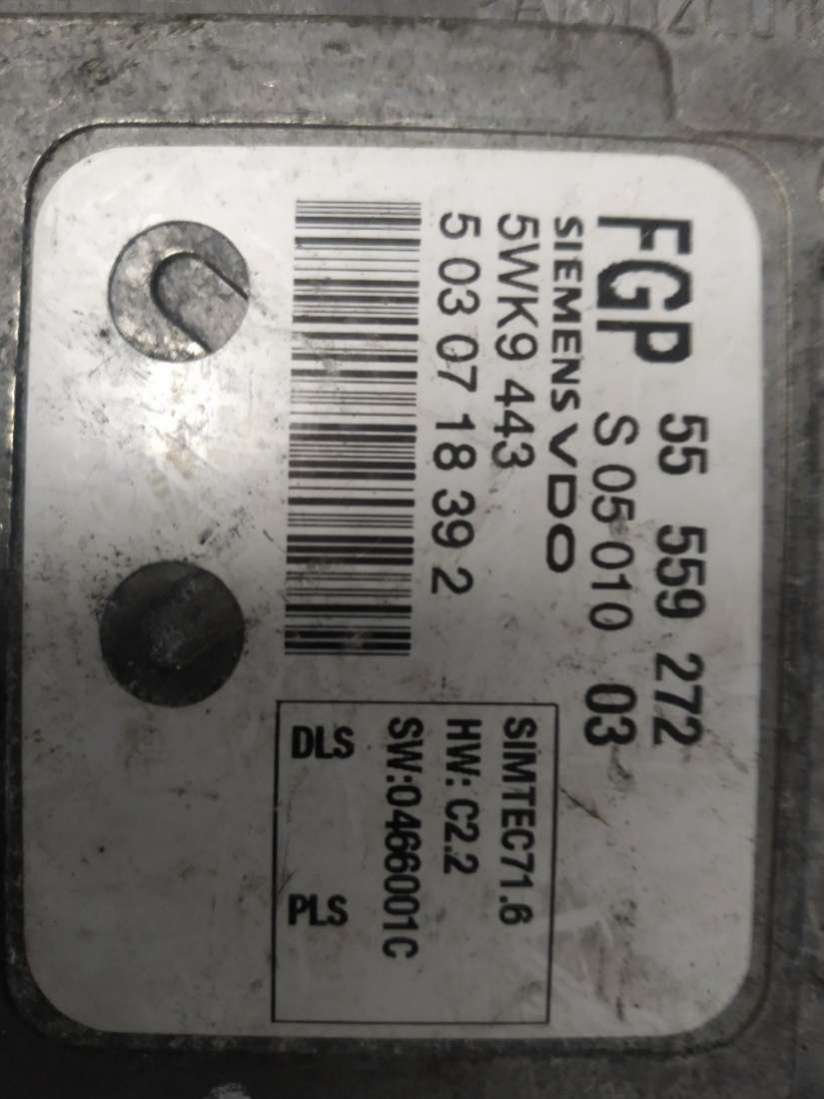 FGP 55 559 272
S 05 010 03
SIEMENS VDO
5WK9 443
5 03 07 18 39 2
SIMTEC71.6
HW: C2.2
SW:0466001C
DLS PLS